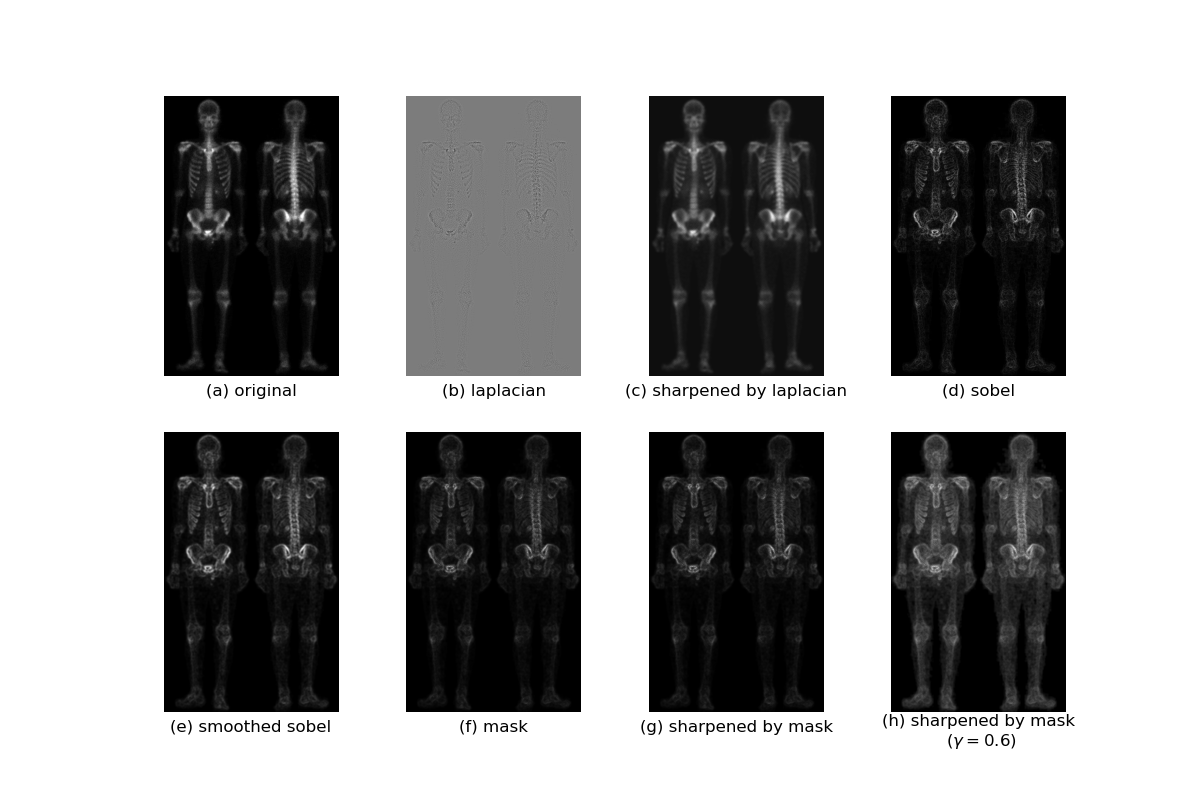 (a) original
(b) laplacian
(c) sharpened by laplacian
(d) sobel
(e) smoothed sobel
(f) mask
(g) sharpened by mask
(h) sharpened by mask
(γ = 0.6)